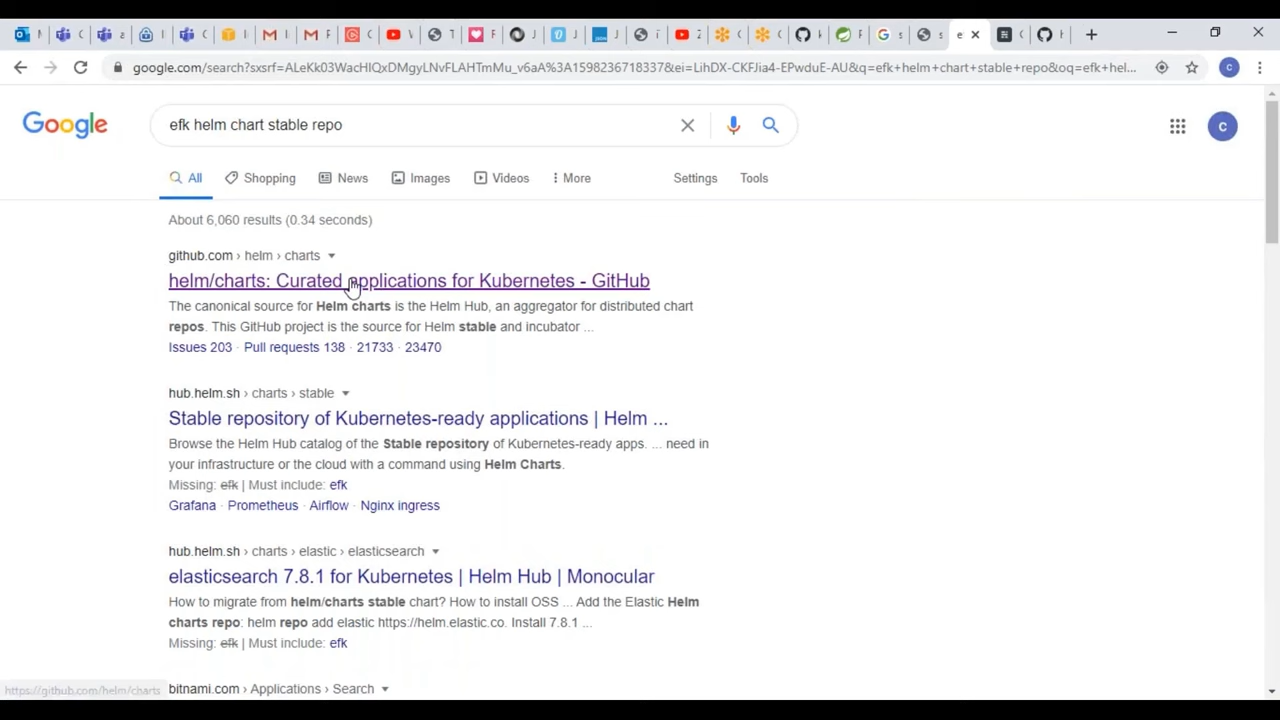 google.com/search?sxsrf=ALeKk03WacHIQxDMgyLNvFLAHTmMu_v6aA%3A1598236718337&ei=LihDX-CKFJia4-EPwduE-AU&q=efk+helm+chart+stable+repo&oq=efk+hel...
C
Google
efk helm chart stable repo
C
All
Shopping
News
Images
Videos
More
Settings
Tools
About 6,060 results (0.34 seconds)
github.com › helm › charts
helm/charts: Curated applications for Kubernetes - GitHub
The canonical source for Helm charts is the Helm Hub, an aggregator for distributed chart
repos. This GitHub project is the source for Helm stable and incubator ...
Issues 203 · Pull requests 138 · 21733 · 23470
hub.helm.sh › charts › stable
Stable repository of Kubernetes-ready applications | Helm ...
Browse the Helm Hub catalog of the Stable repository of Kubernetes-ready apps. ... need in
your infrastructure or the cloud with a command using Helm Charts.
Missing: efk | Must include: efk
Grafana · Prometheus · Airflow · Nginx ingress
hub.helm.sh › charts › elastic › elasticsearch
elasticsearch 7.8.1 for Kubernetes | Helm Hub | Monocular
How to migrate from helm/charts stable chart? How to install OSS ... Add the Elastic Helm
charts repo: helm repo add elastic https://helm.elastic.co. Install 7.8.1 ...
Missing: efk | Must include: efk
bitnami.com › Applications › Search
https://github.com/helm/charts